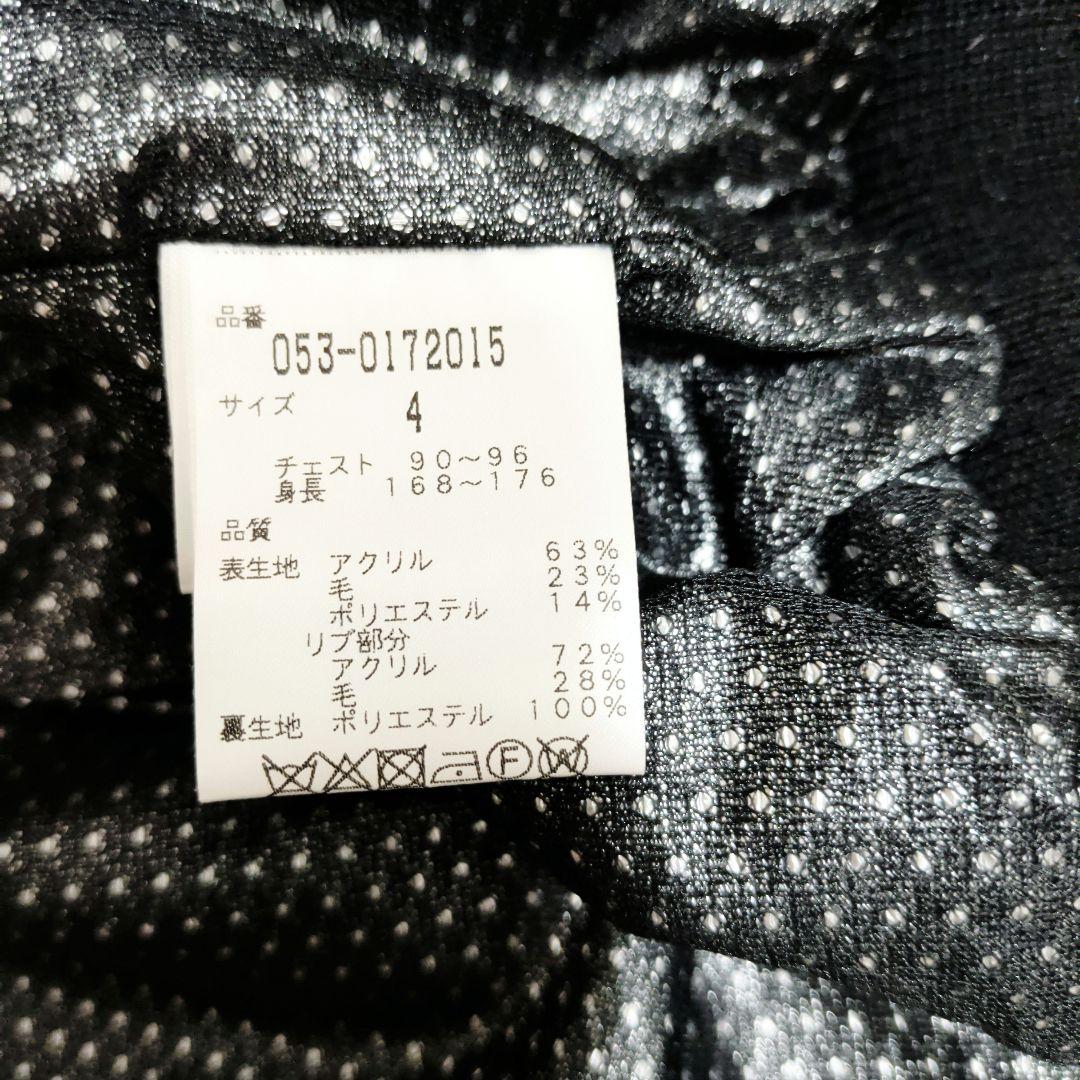 品番
053-0172015
サイズ 4
チェスト 90～96
身長 168～176
品質
表生地 アクリル 63%
毛 23%
ポリエステル 14%
リブ部分
アクリル 72%
毛 28%
裏生地 ポリエステル 100%
F W